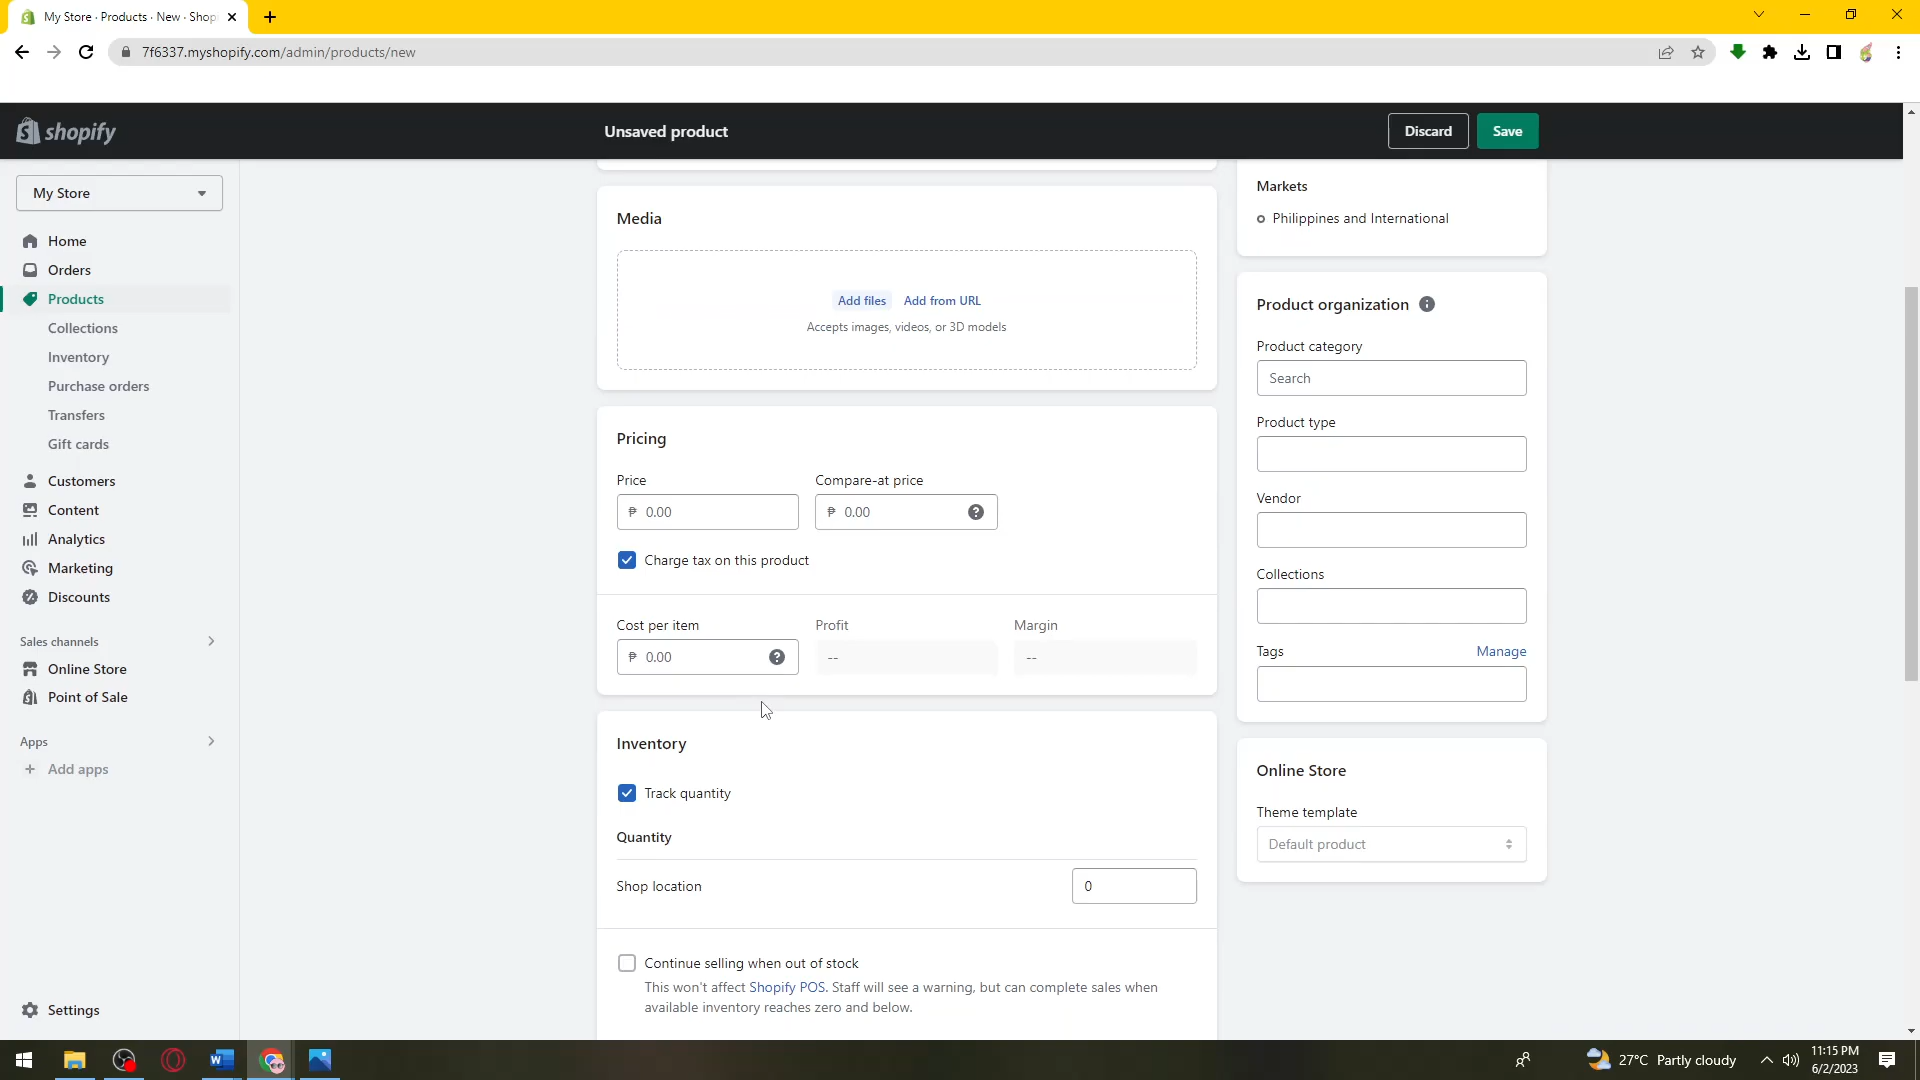 My Store · Products · New · Shop
7f6337.myshopify.com/admin/products/new
shopify
Unsaved product
Discard
Save
My Store
Home
Orders
Products
Collections
Inventory
Purchase orders
Transfers
Gift cards
Customers
Content
Analytics
Marketing
Discounts
Sales channels
Online Store
Point of Sale
Apps
Add apps
Settings
Media
Add files Add from URL
Accepts images, videos, or 3D models
Pricing
Price Compare-at price
₱ 0.00 ₱ 0.00
Charge tax on this product
Cost per item Profit Margin
₱ 0.00 -- --
Inventory
Track quantity
Quantity
Shop location 0
Continue selling when out of stock
This won't affect Shopify POS. Staff will see a warning, but can complete sales when
available inventory reaches zero and below.
Markets
Philippines and International
Product organization
Product category
Search
Product type
Vendor
Collections
Tags Manage
Online Store
Theme template
Default product
27°C Partly cloudy
11:15 PM
6/2/2023